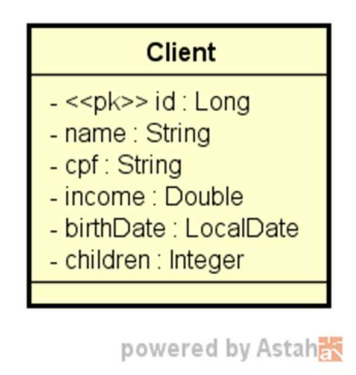 Client
- <<pk>> id : Long
- name : String
- cpf : String
- income : Double
- birthDate : LocalDate
- children : Integer
powered by Astah